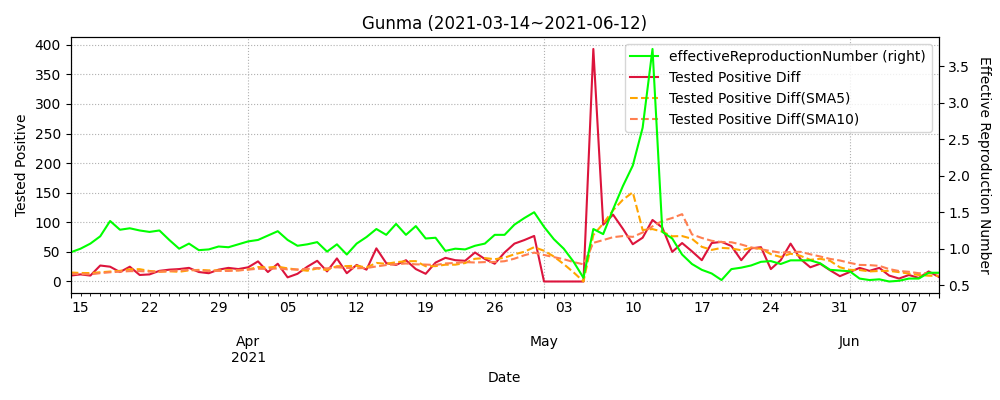 Gunma (2021-03-14~2021-06-12)
400
350
300
250
200
150
100
50
0
Tested Positive
effectiveReproductionNumber (right)
Tested Positive Diff
Tested Positive Diff(SMA5)
Tested Positive Diff(SMA10)
3.5
3.0
2.5
2.0
1.5
1.0
0.5
Effective Reproduction Number
15 22 29 05 12 19 26 03 10 17 24 31 07
Apr May Jun
2021
Date